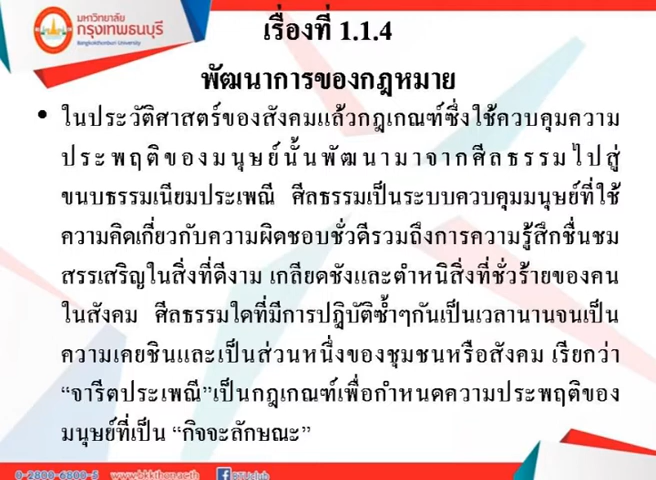 มหาวิทยาลัย
กรุงเทพธนบุรี
Bangkokthonburi University
เรื่องที่ 1.1.4
พัฒนาการของกฎหมาย
• ในประวัติศาสตร์ของสังคมแล้วกฎเกณฑ์ซึ่งใช้ควบคุมความ
ประพฤติของมนุษย์นั้นพัฒนามาจากศีลธรรมไปสู่
ขนบธรรมเนียมประเพณี ศีลธรรมเป็นระบบควบคุมมนุษย์ที่ใช้
ความคิดเกี่ยวกับความผิดชอบชั่วดีรวมถึงการความรู้สึกชื่นชม
สรรเสริญในสิ่งที่ดีงาม เกลียดชังและตำหนิสิ่งที่ชั่วร้ายของคน
ในสังคม ศีลธรรมใดที่มีการปฎิบัติซ้ำๆกันเป็นเวลานานจนเป็น
ความเคยชินและเป็นส่วนหนึ่งของชุมชนหรือสังคม เรียกว่า
“จารีตประเพณี”เป็นกฎเกณฑ์เพื่อกำหนดความประพฤติของ
มนุษย์ที่เป็น “กิจจะลักษณะ”
0-2800-6800-5 www.bkkthon.ac.th BTUclub